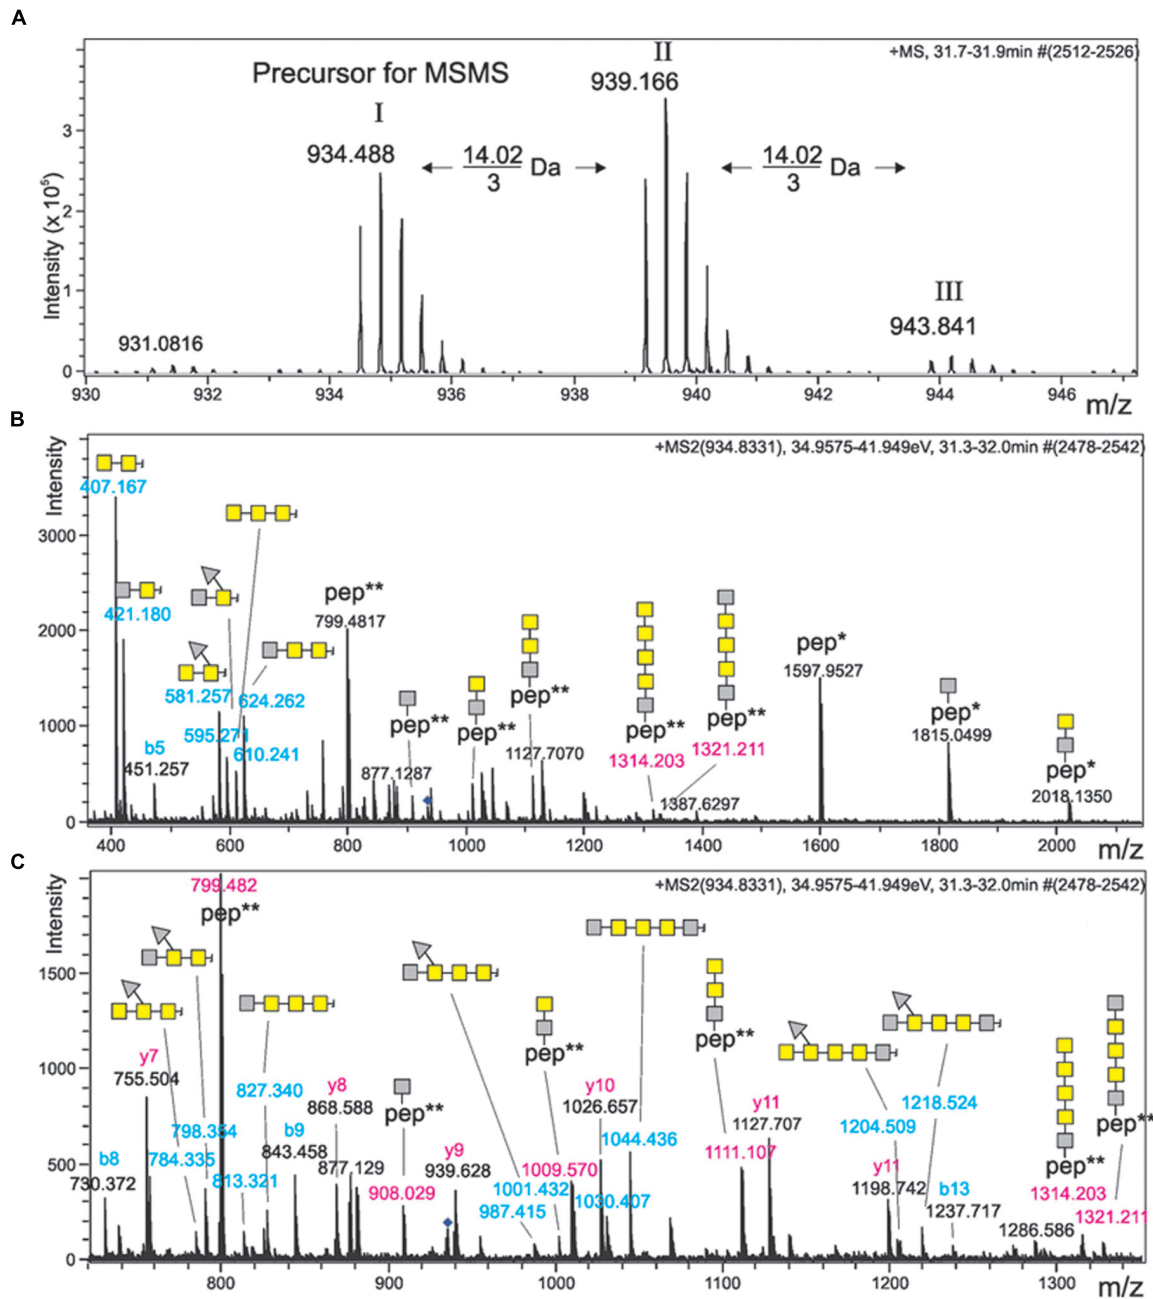 A
+MS, 31.7-31.9min #(2512-2526)
Precursor for MSMS
I
934.488
14.02
3
Da
II
939.166
14.02
3
Da
III
943.841
931.0816
Intensity (x 10⁵)
3
2
1
0
930
932
934
936
938
940
942
944
946
m/z
B
+MS2(934.8331), 34.9575-41.949eV, 31.3-32.0min #(2478-2542)
Intensity
3000
2000
1000
0
407.167
421.180
581.257
624.262
610.241
b5
451.257
pep**
799.4817
pep**
877.1287
pep**
pep**
1127.7070
pep**
1314.203
pep**
1321.211
1387.6297
pep*
1597.9527
pep*
1815.0499
pep*
2018.1350
400
600
800
1000
1200
1400
1600
1800
2000
m/z
C
+MS2(934.8331), 34.9575-41.949eV, 31.3-32.0min #(2478-2542)
Intensity
1500
1000
500
0
799.482
pep**
y7
755.504
798.354
784.335
b8
730.372
813.321
827.340
b9
843.458
y8
868.588
877.129
pep**
908.029
y9
939.628
987.415
1001.432
1009.570
pep**
y10
1026.657
1030.407
1044.436
pep**
1111.107
y11
1127.707
1204.509
1218.524
y11
1198.742
b13
1237.717
1286.586
pep**
1314.203
pep**
1321.211
800
900
1000
1100
1200
1300
m/z